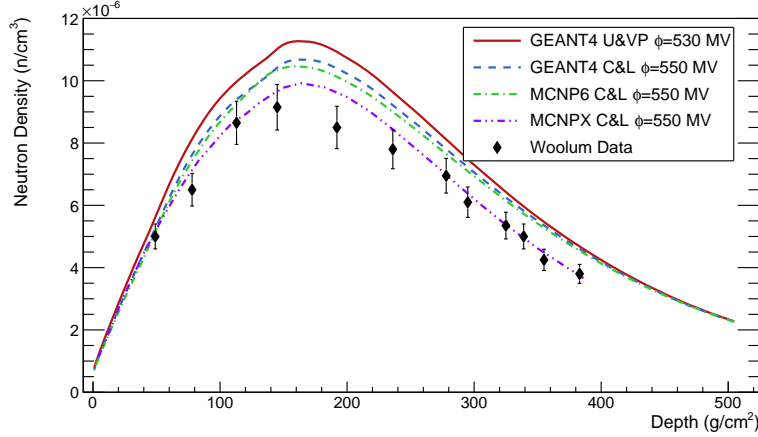 ×10⁻⁶
Neutron Density (n/cm³)
12
10
8
6
4
2
0
0 100 200 300 400 500
Depth (g/cm²)
GEANT4 U&VP ϕ=530 MV
GEANT4 C&L ϕ=550 MV
MCNP6 C&L ϕ=550 MV
MCNPX C&L ϕ=550 MV
Woolum Data